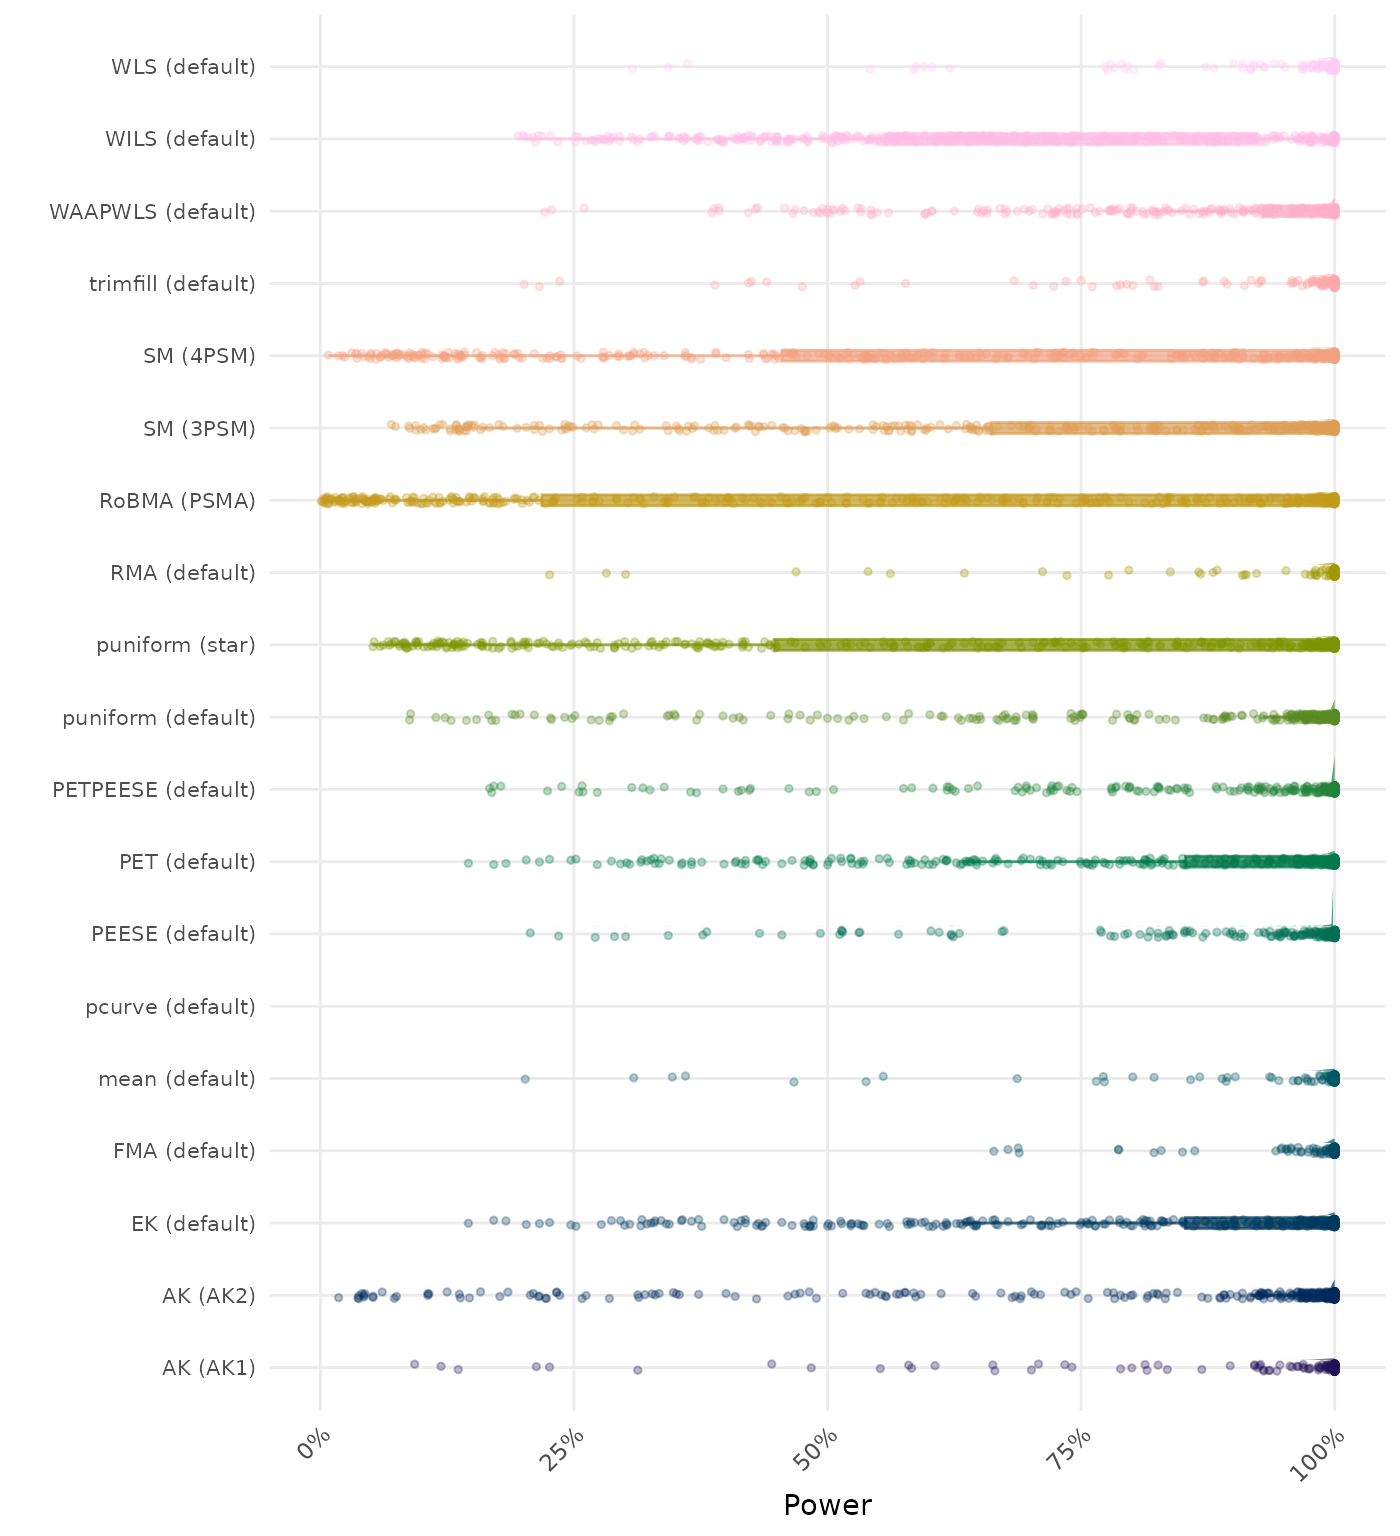 WLS (default)
WILS (default)
WAAPWLS (default)
trimfill (default)
SM (4PSM)
SM (3PSM)
RoBMA (PSMA)
RMA (default)
puniform (star)
puniform (default)
PETPEESE (default)
PET (default)
PEESE (default)
pcurve (default)
mean (default)
FMA (default)
EK (default)
AK (AK2)
AK (AK1)
0% 25% 50% 75% 100%
Power